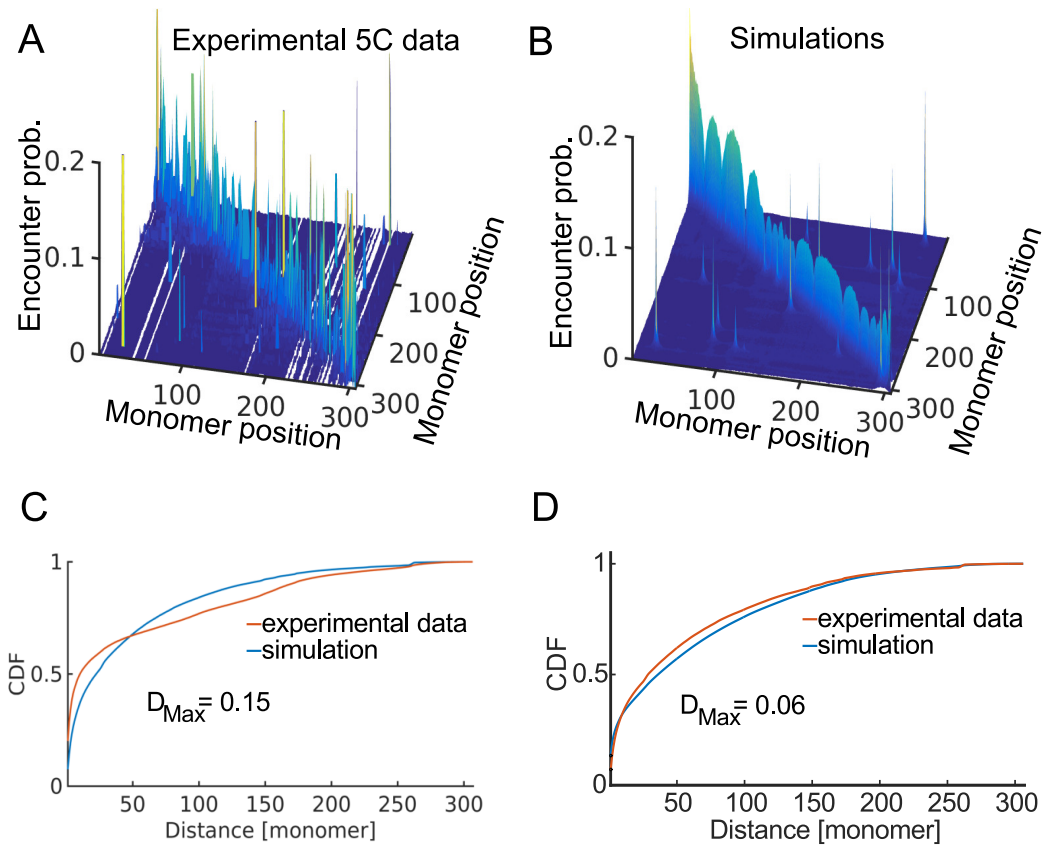 A
Experimental 5C data
Encounter prob.
0.2
0.1
0
100
200
300
Monomer position
100
200
300
Monomer position
B
Simulations
Encounter prob.
0.2
0.1
0
100
200
300
Monomer position
100
200
300
Monomer position
C
CDF
1
0.5
0
experimental data
simulation
DMax= 0.15
50
100
150
200
250
300
Distance [monomer]
D
CDF
1
0.5
0
experimental data
simulation
DMax= 0.06
50
100
150
200
250
300
Distance [monomer]